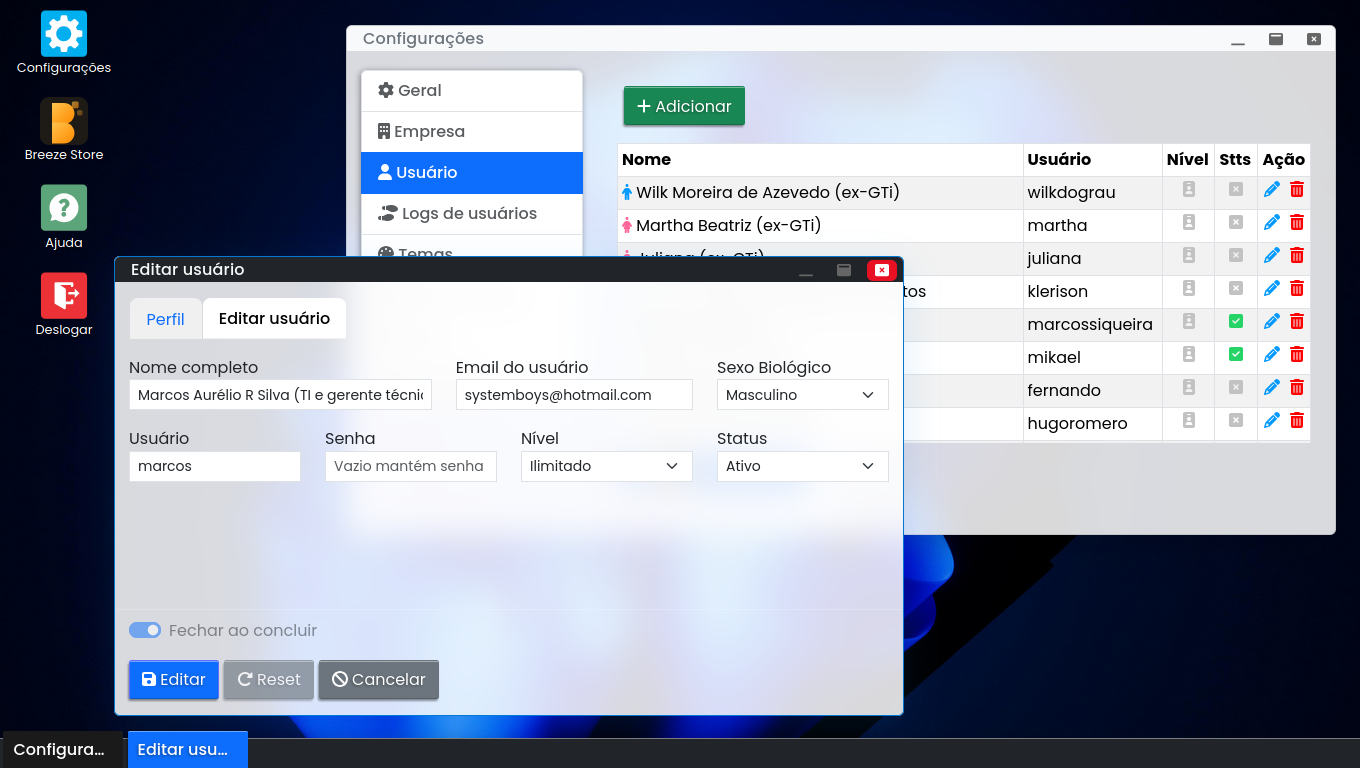 Configurações
Breeze Store
Ajuda
Deslogar
Configurações
Geral
Empresa
Usuário
Logs de usuários
Temas
Adicionar
Nome Usuário Nível Stts Ação
Wilk Moreira de Azevedo (ex-GTi) wilkdograu
Martha Beatriz (ex-GTi) martha
Juliana (ex-GTi) juliana
tos klerison
marcossiqueira
mikael
fernando
hugoromero
Editar usuário
Perfil Editar usuário
Nome completo Email do usuário Sexo Biológico
Marcos Aurélio R Silva (TI e gerente técni systemboys@hotmail.com Masculino
Usuário Senha Nível Status
marcos Vazio mantém senha Ilimitado Ativo
Fechar ao concluir
Editar Reset Cancelar
Configura... Editar usu...